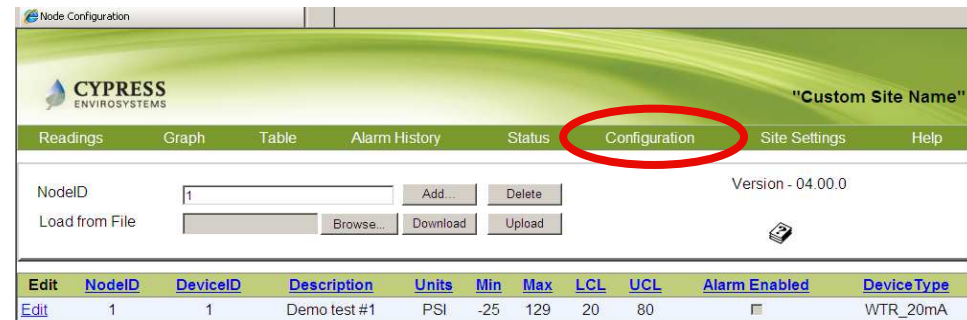 Node Configuration
CYPRESS
ENVIROSYSTEMS
"Custom Site Name"
Readings Graph Table Alarm History Status Configuration Site Settings Help
NodeID 1 Add... Delete Version - 04.00.0
Load from File Browse... Download Upload
Edit NodeID DeviceID Description Units Min Max LCL UCL Alarm Enabled DeviceType
Edit 1 1 Demo test #1 PSI -25 129 20 80 WTR_20mA